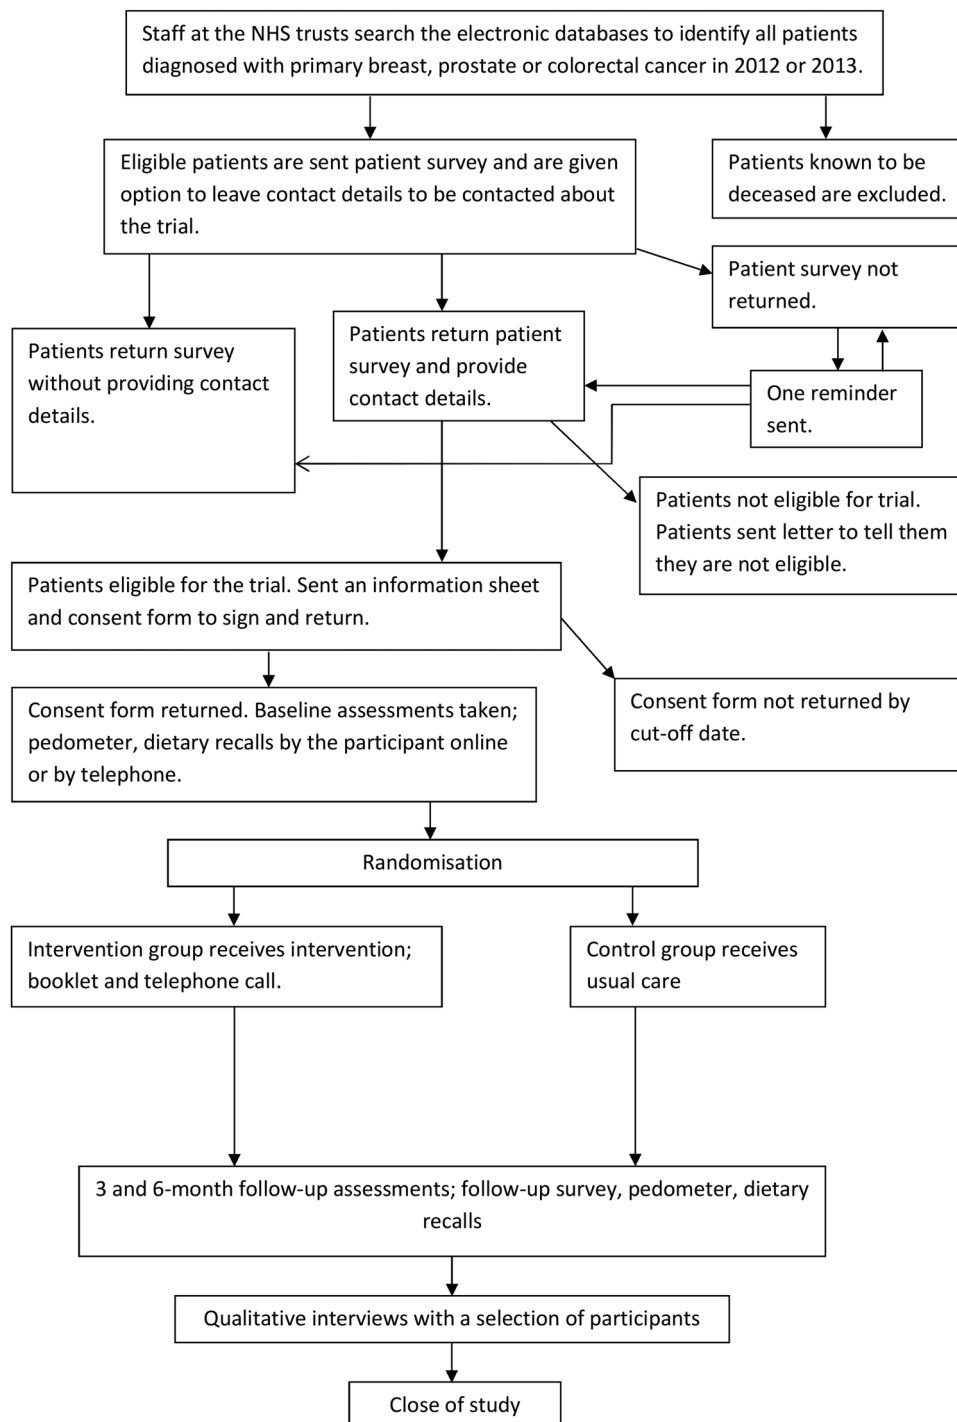 Staff at the NHS trusts search the electronic databases to identify all patients
diagnosed with primary breast, prostate or colorectal cancer in 2012 or 2013.
Eligible patients are sent patient survey and are given
option to leave contact details to be contacted about
the trial.
Patients known to be
deceased are excluded.
Patient survey not
returned.
Patients return survey
without providing contact
details.
Patients return patient
survey and provide
contact details.
One reminder
sent.
Patients not eligible for trial.
Patients sent letter to tell them
they are not eligible.
Patients eligible for the trial. Sent an information sheet
and consent form to sign and return.
Consent form not returned by
cut-off date.
Consent form returned. Baseline assessments taken;
pedometer, dietary recalls by the participant online
or by telephone.
Randomisation
Intervention group receives intervention;
booklet and telephone call.
Control group receives
usual care
3 and 6-month follow-up assessments; follow-up survey, pedometer, dietary
recalls
Qualitative interviews with a selection of participants
Close of study